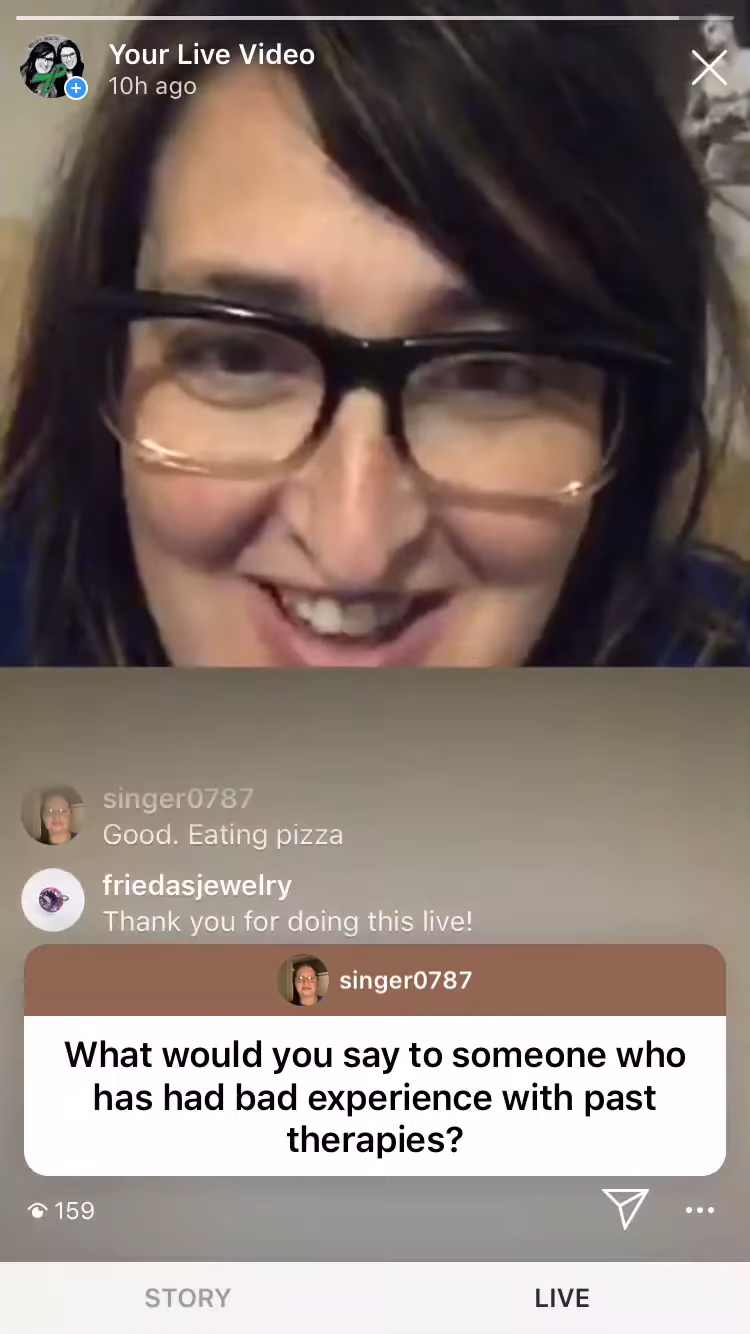 Your Live Video
10h ago
singer0787
Good. Eating pizza
friedasjewelry
Thank you for doing this live!
singer0787
What would you say to someone who
has had bad experience with past
therapies?
159
STORY
LIVE